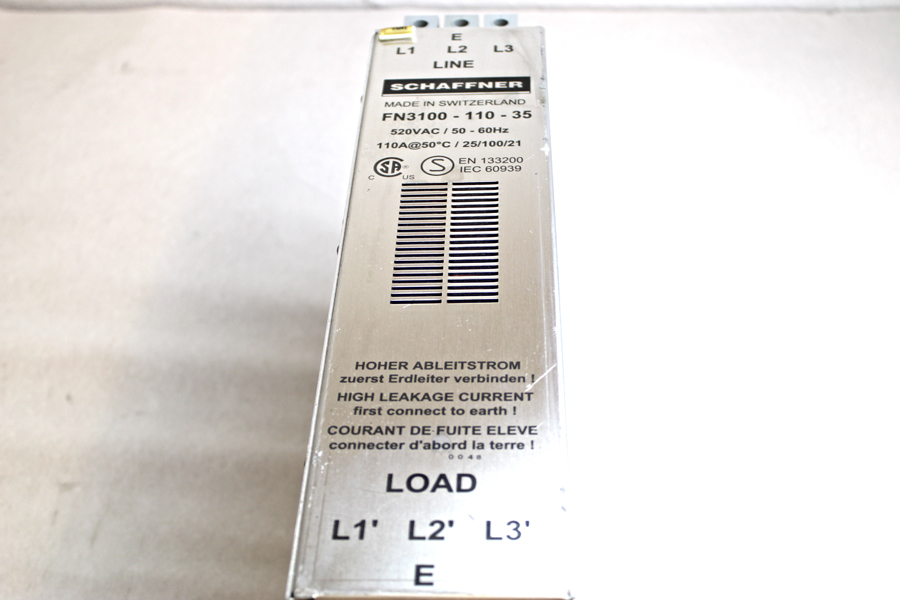 E
L1 L2 L3
LINE
SCHAFFNER
MADE IN SWITZERLAND
FN3100 - 110 - 35
520VAC / 50 - 60Hz
110A@50°C / 25/100/21
C SA ® US S EN 133200
IEC 60939
HOHER ABLEITSTROM
zuerst Erdleiter verbinden !
HIGH LEAKAGE CURRENT
first connect to earth !
COURANT DE FUITE ELEVE
connecter d'abord la terre !
0048
LOAD
L1' L2' L3'
E